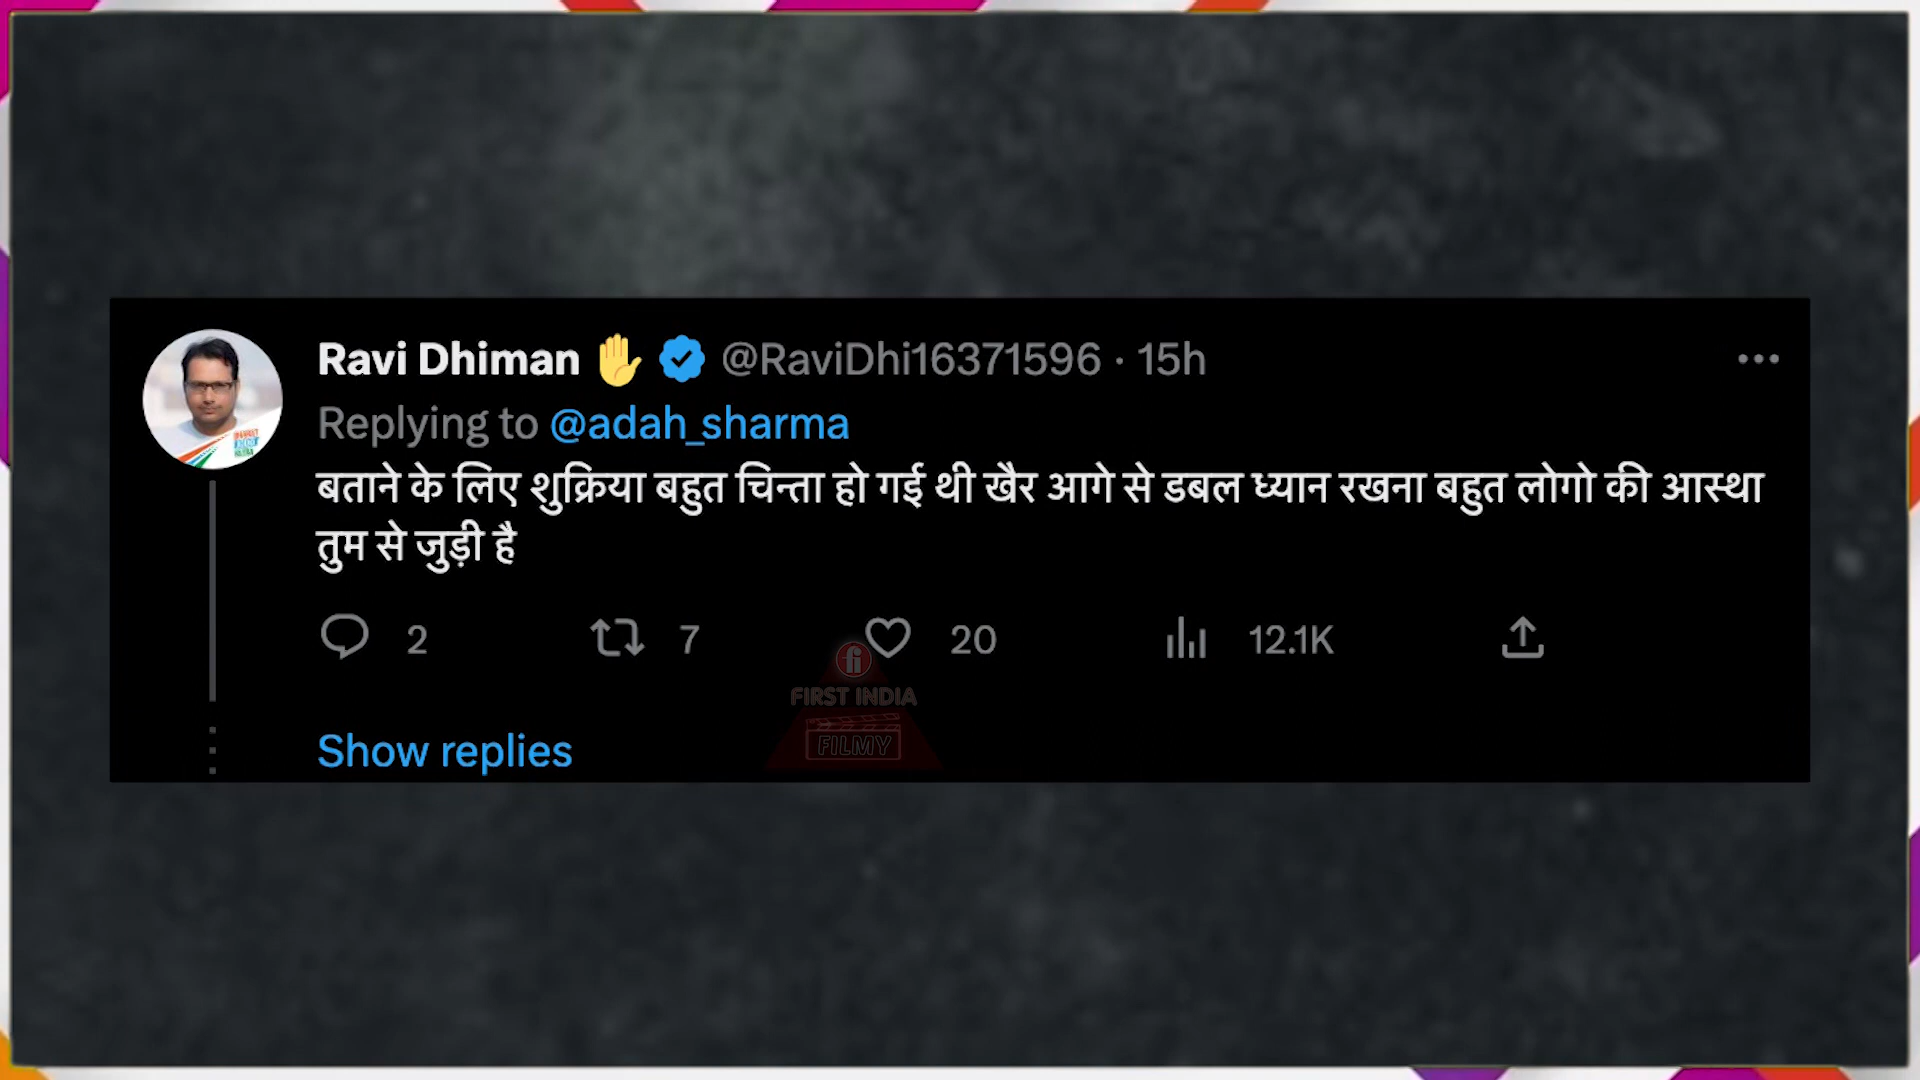 Ravi Dhiman ✋ @RaviDhi16371596 · 15h
Replying to @adah_sharma
बताने के लिए शुक्रिया बहुत चिन्ता हो गई थी खैर आगे से डबल ध्यान रखना बहुत लोगो की आस्था
तुम से जुड़ी है
2 7 20 12.1K
FIRST INDIA
FILMY
Show replies